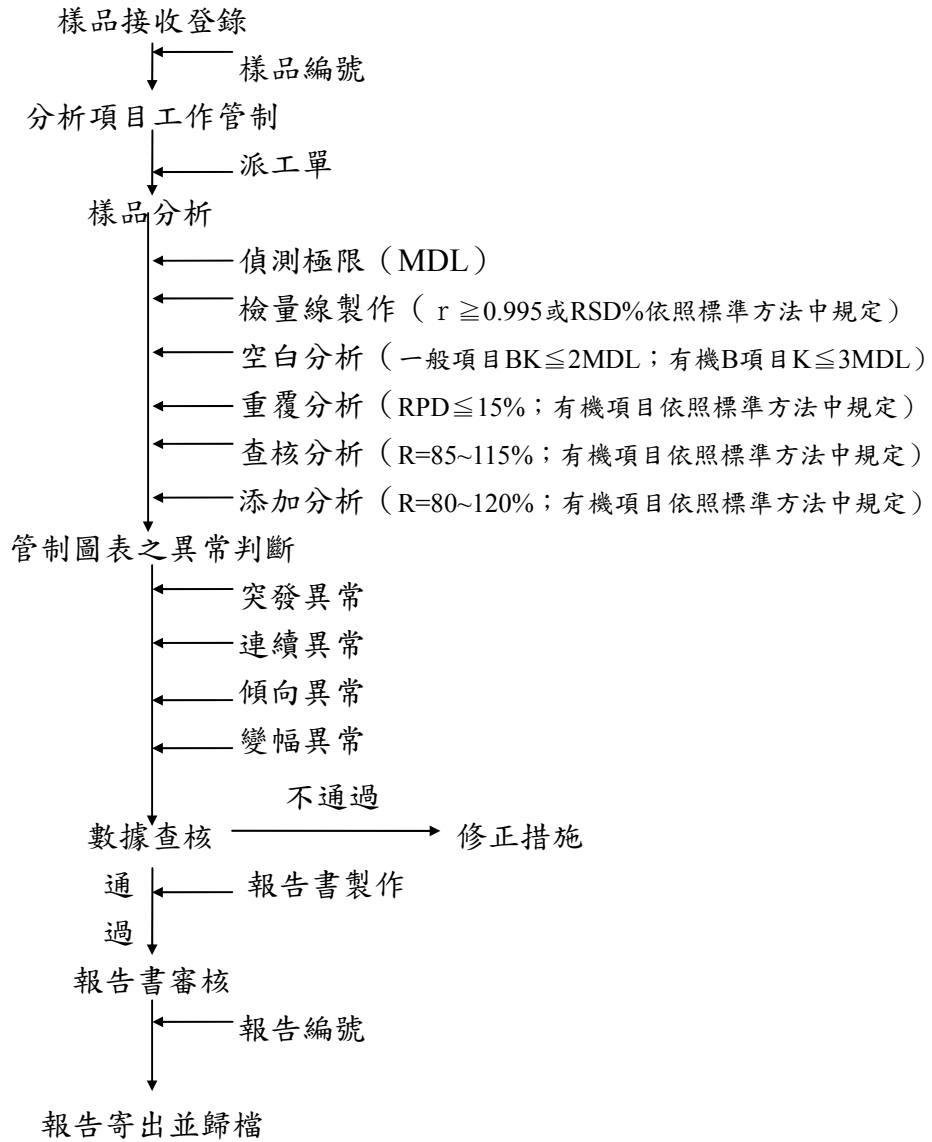 樣品接收登錄
樣品編號
分析項目工作管制
派工單
樣品分析
偵測極限（MDL）
檢量線製作（ｒ≧0.995或RSD%依照標準方法中規定）
空白分析（一般項目BK≦2MDL；有機B項目K≦3MDL）
重覆分析（RPD≦15%；有機項目依照標準方法中規定）
查核分析（R=85~115%；有機項目依照標準方法中規定）
添加分析（R=80~120%；有機項目依照標準方法中規定）
管制圖表之異常判斷
突發異常
連續異常
傾向異常
變幅異常
不通過
數據查核
修正措施
通
報告書製作
過
報告書審核
報告編號
報告寄出並歸檔